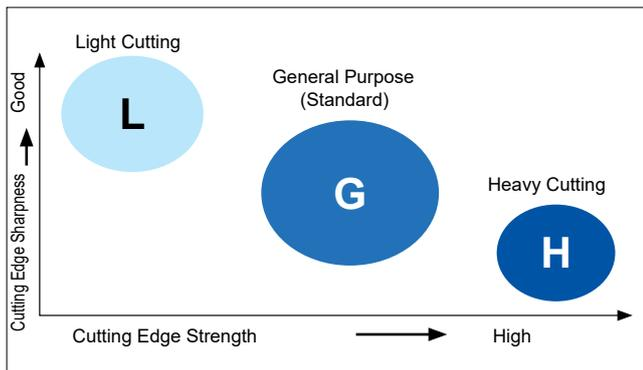 Light Cutting
L
General Purpose
(Standard)
G
Heavy Cutting
H
Good
Cutting Edge Sharpness
Cutting Edge Strength
High